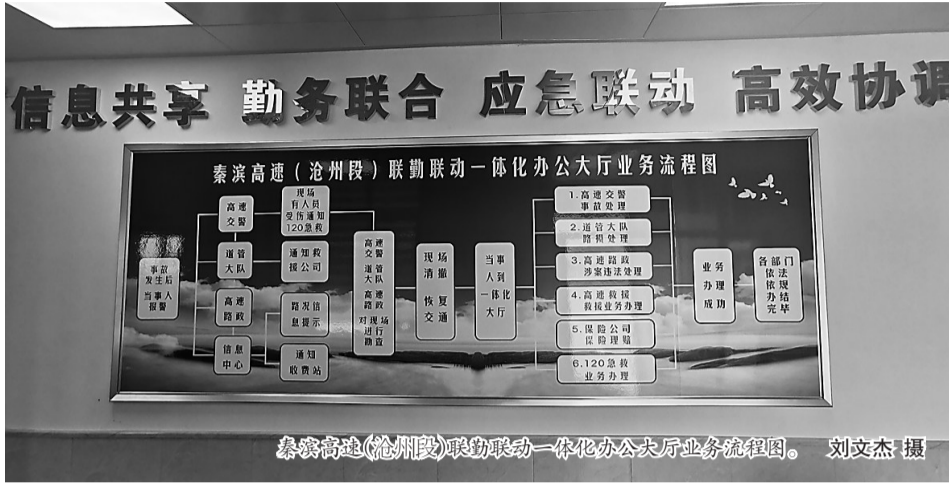 信息共享 勤务联合 应急联动 高效协调
秦滨高速(沧州段)联勤联动一体化办公大厅业务流程图
事故
发生后
当事人
报警
高速
交警
道管
大队
高速
路政
信息
中心
现场
有人员
受伤通知
120急救
通知救
援公司
路况信
息提示
通知
收费站
高速
交警
道管
大队
高速
路政
对现场
进行
勘查
现场
清撤
恢复
交通
当事
人到
一体化
大厅
1.高速交警
事故处理
2.道管大队
路损处理
3.高速路政
涉案违法处理
4.高速救援
救援业务办理
5.保险公司
保险理赔
6.120急救
业务办理
业务
办理
成功
各部门
依法
依规
办结
完毕
秦滨高速(沧州段)联勤联动一体化办公大厅业务流程图。 刘文杰 摄